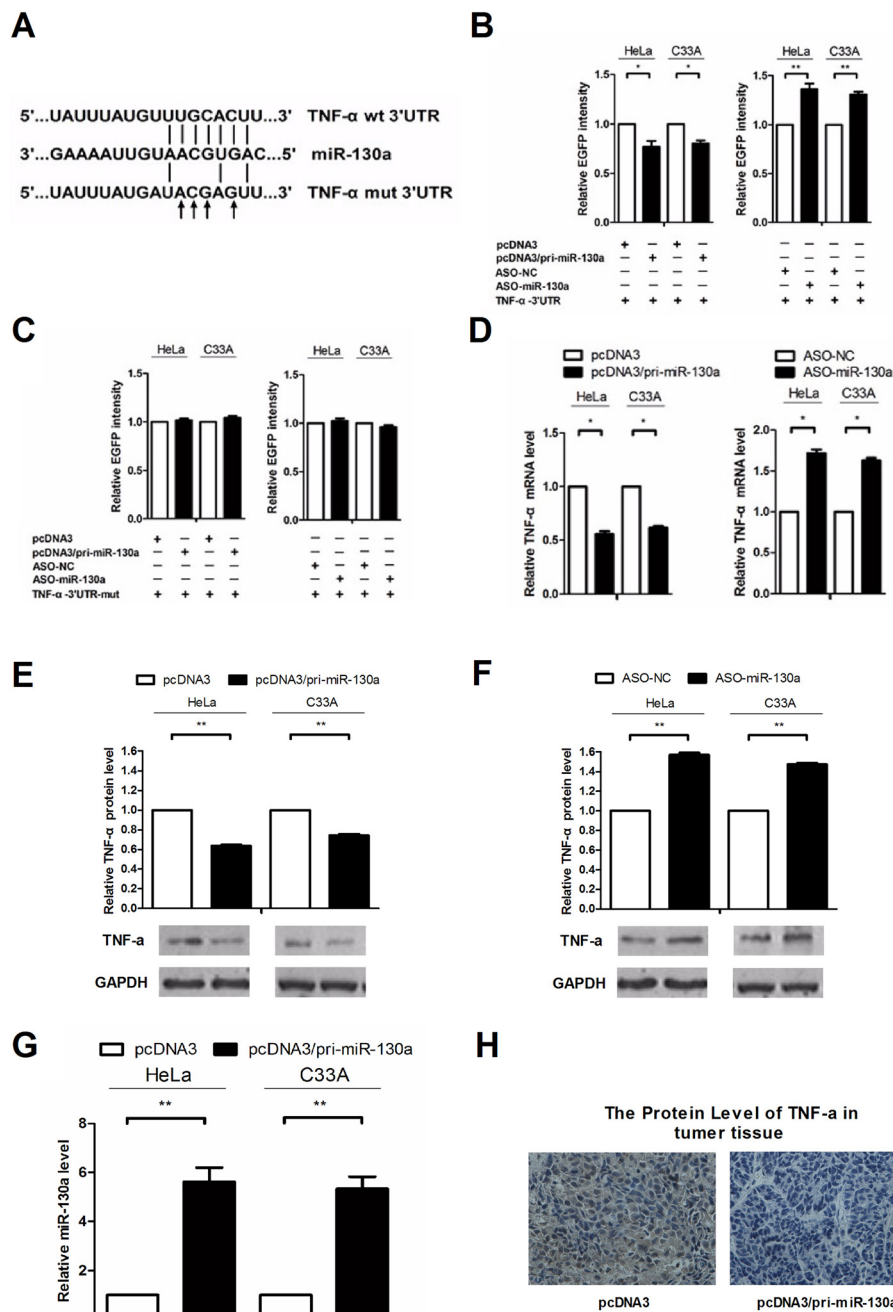 A
5'...UAUUUAUGUUUGCACUU...3' TNF-α wt 3'UTR
3'...GAAAAUUGUAACGUGAC...5' miR-130a
5'...UAUUUAUGAUACGAGUU...3' TNF-α mut 3'UTR
B
HeLa C33A
* *
Relative EGFP intensity
1.5
1.0
0.5
0.0
HeLa C33A
** **
Relative EGFP intensity
1.5
1.0
0.5
0.0
pcDNA3 + − + − − − − −
pcDNA3/pri-miR-130a − + − + − − − −
ASO-NC − − − − + − + −
ASO-miR-130a − − − − − + − +
TNF-α -3'UTR + + + + + + + +
C
HeLa C33A
Relative EGFP intensity
1.5
1.0
0.5
0.0
HeLa C33A
Relative EGFP intensity
1.5
1.0
0.5
0.0
pcDNA3 + − + − − − − −
pcDNA3/pri-miR-130a − + − + − − − −
ASO-NC − − − − + − + −
ASO-miR-130a − − − − − + − +
TNF-α -3'UTR-mut + + + + + + + +
D
pcDNA3
pcDNA3/pri-miR-130a
HeLa C33A
* *
Relative TNF-α mRNA level
1.5
1.0
0.5
0.0
ASO-NC
ASO-miR-130a
HeLa C33A
* *
Relative TNF-α mRNA level
2.0
1.5
1.0
0.5
0.0
E
pcDNA3 pcDNA3/pri-miR-130a
HeLa C33A
** **
Relative TNF-α protein level
1.6
1.4
1.2
1.0
0.8
0.6
0.4
0.2
0.0
TNF-a
GAPDH
F
ASO-NC ASO-miR-130a
HeLa C33A
** **
Relative TNF-α protein level
1.6
1.4
1.2
1.0
0.8
0.6
0.4
0.2
0.0
TNF-a
GAPDH
G
pcDNA3 pcDNA3/pri-miR-130a
HeLa C33A
** **
Relative miR-130a level
8
6
4
2
H
The Protein Level of TNF-a in
tumer tissue
pcDNA3 pcDNA3/pri-miR-130a